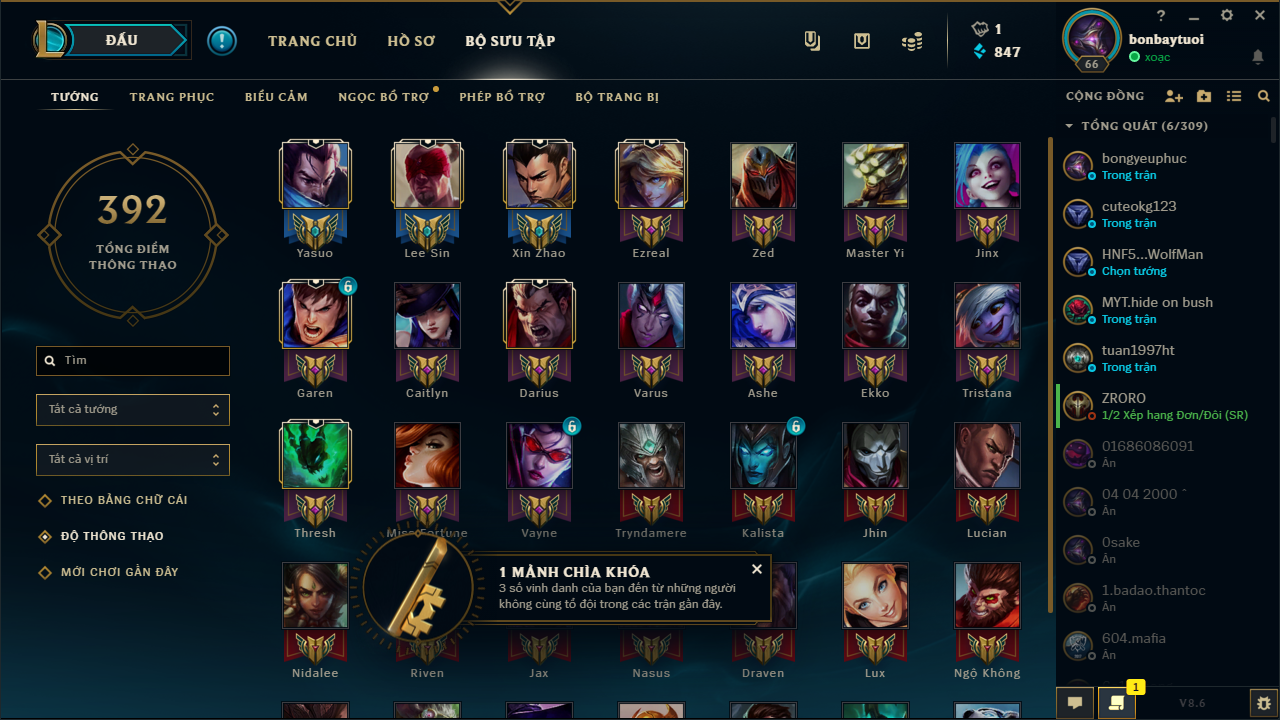 ĐẤU
TRANG CHỦ
HỒ SƠ
BỘ SƯU TẬP
1
847
?
66
bonbaytuoi
xoạc
TƯỚNG
TRANG PHỤC
BIỂU CẢM
NGỌC BỔ TRỢ
PHÉP BỔ TRỢ
BỘ TRANG BỊ
392
TỔNG ĐIỂM
THÔNG THẠO
Tìm
Tất cả tướng
Tất cả vị trí
THEO BẢNG CHỮ CÁI
ĐỘ THÔNG THẠO
MỚI CHƠI GẦN ĐÂY
Yasuo
Lee Sin
Xin Zhao
Ezreal
Zed
Master Yi
Jinx
6
Garen
Caitlyn
Darius
Varus
Ashe
Ekko
Tristana
6
6
Thresh
Miss Fortune
Vayne
Tryndamere
Kalista
Jhin
Lucian
1 MẢNH CHÌA KHÓA
3 số vinh danh của bạn đến từ những người
không cùng tổ đội trong các trận gần đây.
Nidalee
Riven
Jax
Nasus
Draven
Lux
Ngộ Không
CỘNG ĐỒNG
TỔNG QUÁT (6/309)
bongyeuphuc
Trong trận
cuteokg123
Trong trận
HNF5...WolfMan
Chọn tướng
MYT.hide on bush
Trong trận
tuan1997ht
Trong trận
ZRORO
1/2 Xếp hạng Đơn/Đôi (SR)
01686086091
Ẩn
04 04 2000 ˆ
Ẩn
0sake
Ẩn
1.badao.thantoc
Ẩn
604.mafia
Ẩn
1
V8.6